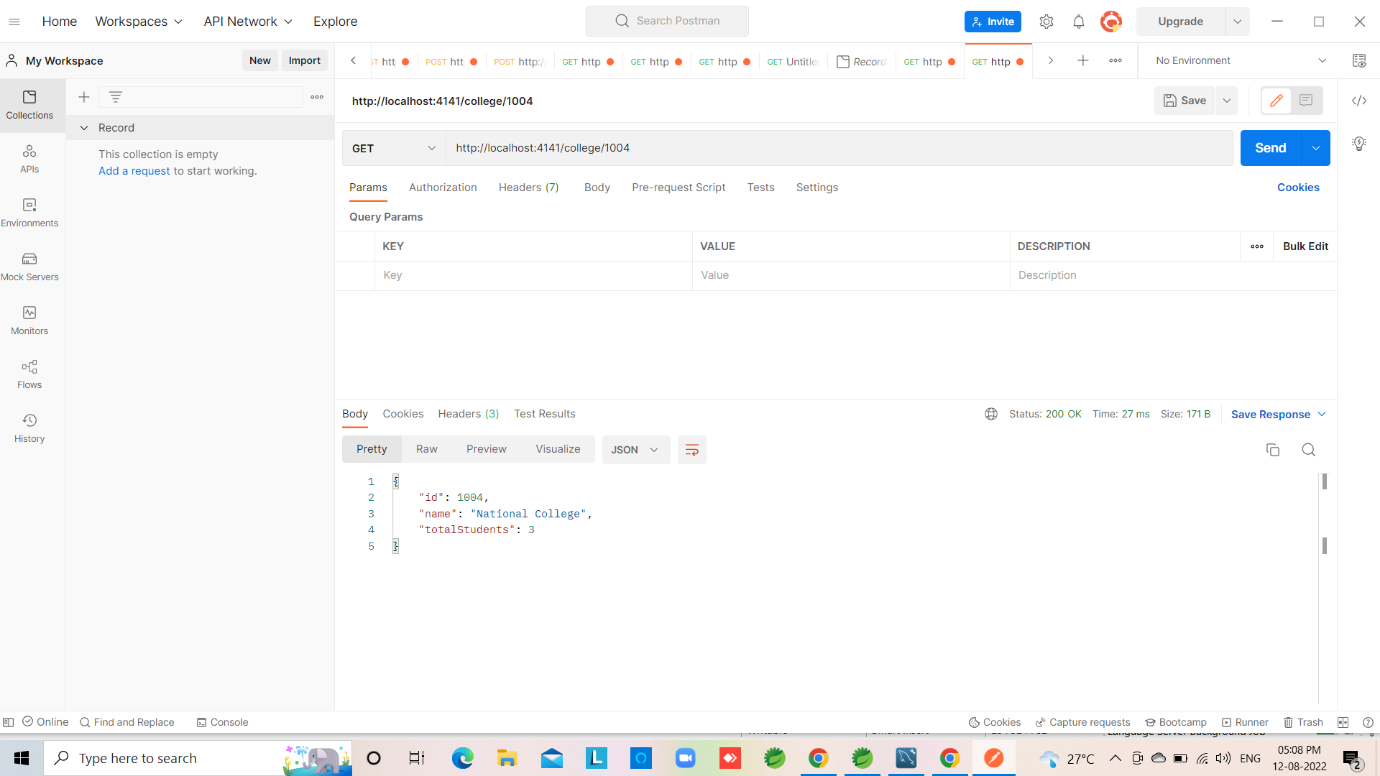 Home Workspaces API Network Explore Search Postman Invite Upgrade
My Workspace New Import htt POST htt POST http:/ GET http GET http GET http GET Untitle Record GET http GET http No Environment
Collections
APIs
Environments
Mock Servers
Monitors
Flows
History
Record
This collection is empty
Add a request to start working.
http://localhost:4141/college/1004 Save
GET http://localhost:4141/college/1004 Send
Params Authorization Headers (7) Body Pre-request Script Tests Settings Cookies
Query Params
KEY VALUE DESCRIPTION Bulk Edit
Key Value Description
Body Cookies Headers (3) Test Results Status: 200 OK Time: 27 ms Size: 171 B Save Response
Pretty Raw Preview Visualize JSON
1 {
2 "id": 1004,
3 "name": "National College",
4 "totalStudents": 3
5 }
Online Find and Replace Console Cookies Capture requests Bootcamp Runner Trash
Type here to search 27°C ENG 05:08 PM
12-08-2022 2